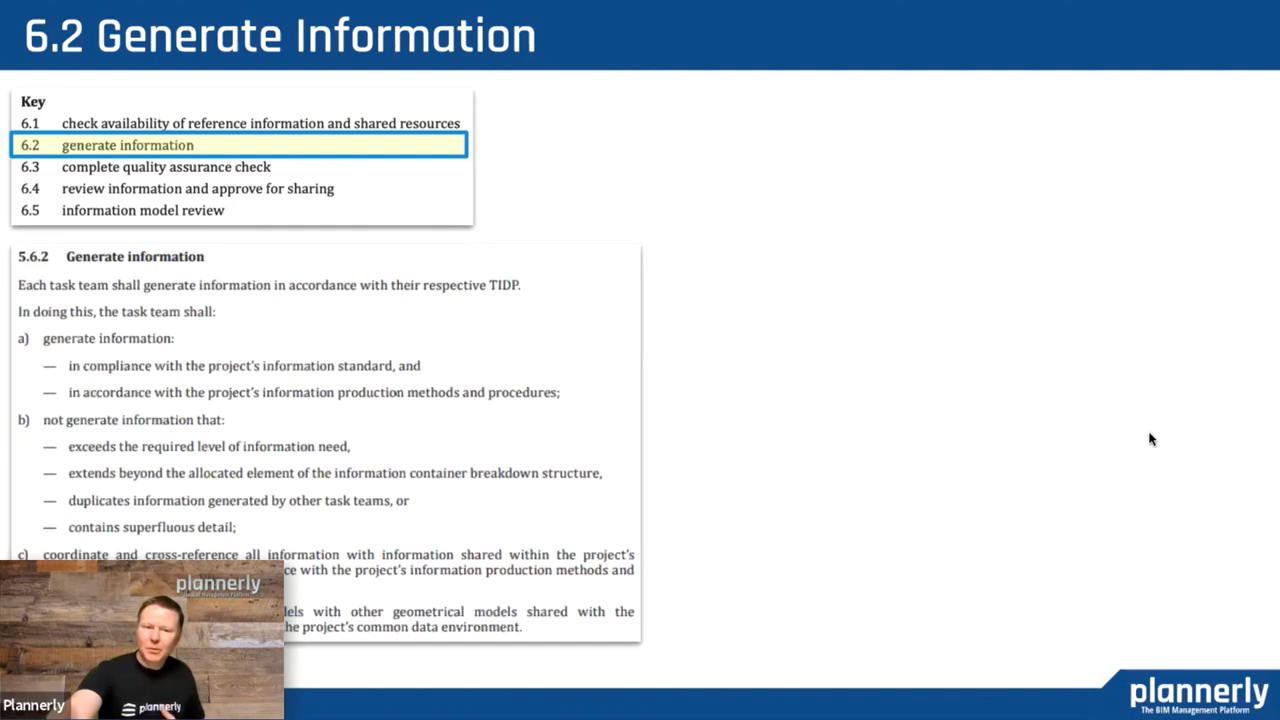 6.2 Generate Information
Key
6.1 check availability of reference information and shared resources
6.2 generate information
6.3 complete quality assurance check
6.4 review information and approve for sharing
6.5 information model review
5.6.2 Generate information
Each task team shall generate information in accordance with their respective TIDP.
In doing this, the task team shall:
a) generate information:
— in compliance with the project's information standard, and
— in accordance with the project's information production methods and procedures;
b) not generate information that:
— exceeds the required level of information need,
— extends beyond the allocated element of the information container breakdown structure,
— duplicates information generated by other task teams, or
— contains superfluous detail;
c) coordinate and cross-reference all information with information shared within the project's
ce with the project's information production methods and
els with other geometrical models shared with the
he project's common data environment.
plannerly
plannerly
Plannerly
plannerly
The BIM Management Platform